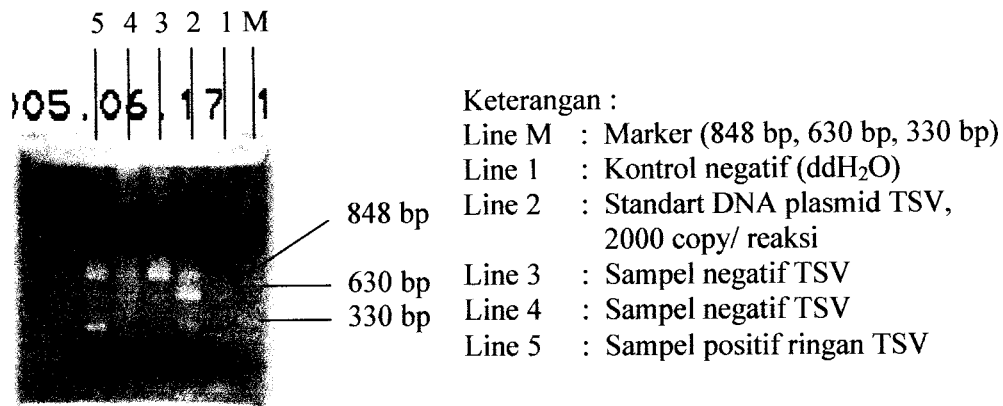 5 4 3 2 1 M
005.06.17 1
848 bp
630 bp
330 bp
Keterangan :
Line M : Marker (848 bp, 630 bp, 330 bp)
Line 1 : Kontrol negatif (ddH₂O)
Line 2 : Standart DNA plasmid TSV,
2000 copy/ reaksi
Line 3 : Sampel negatif TSV
Line 4 : Sampel negatif TSV
Line 5 : Sampel positif ringan TSV